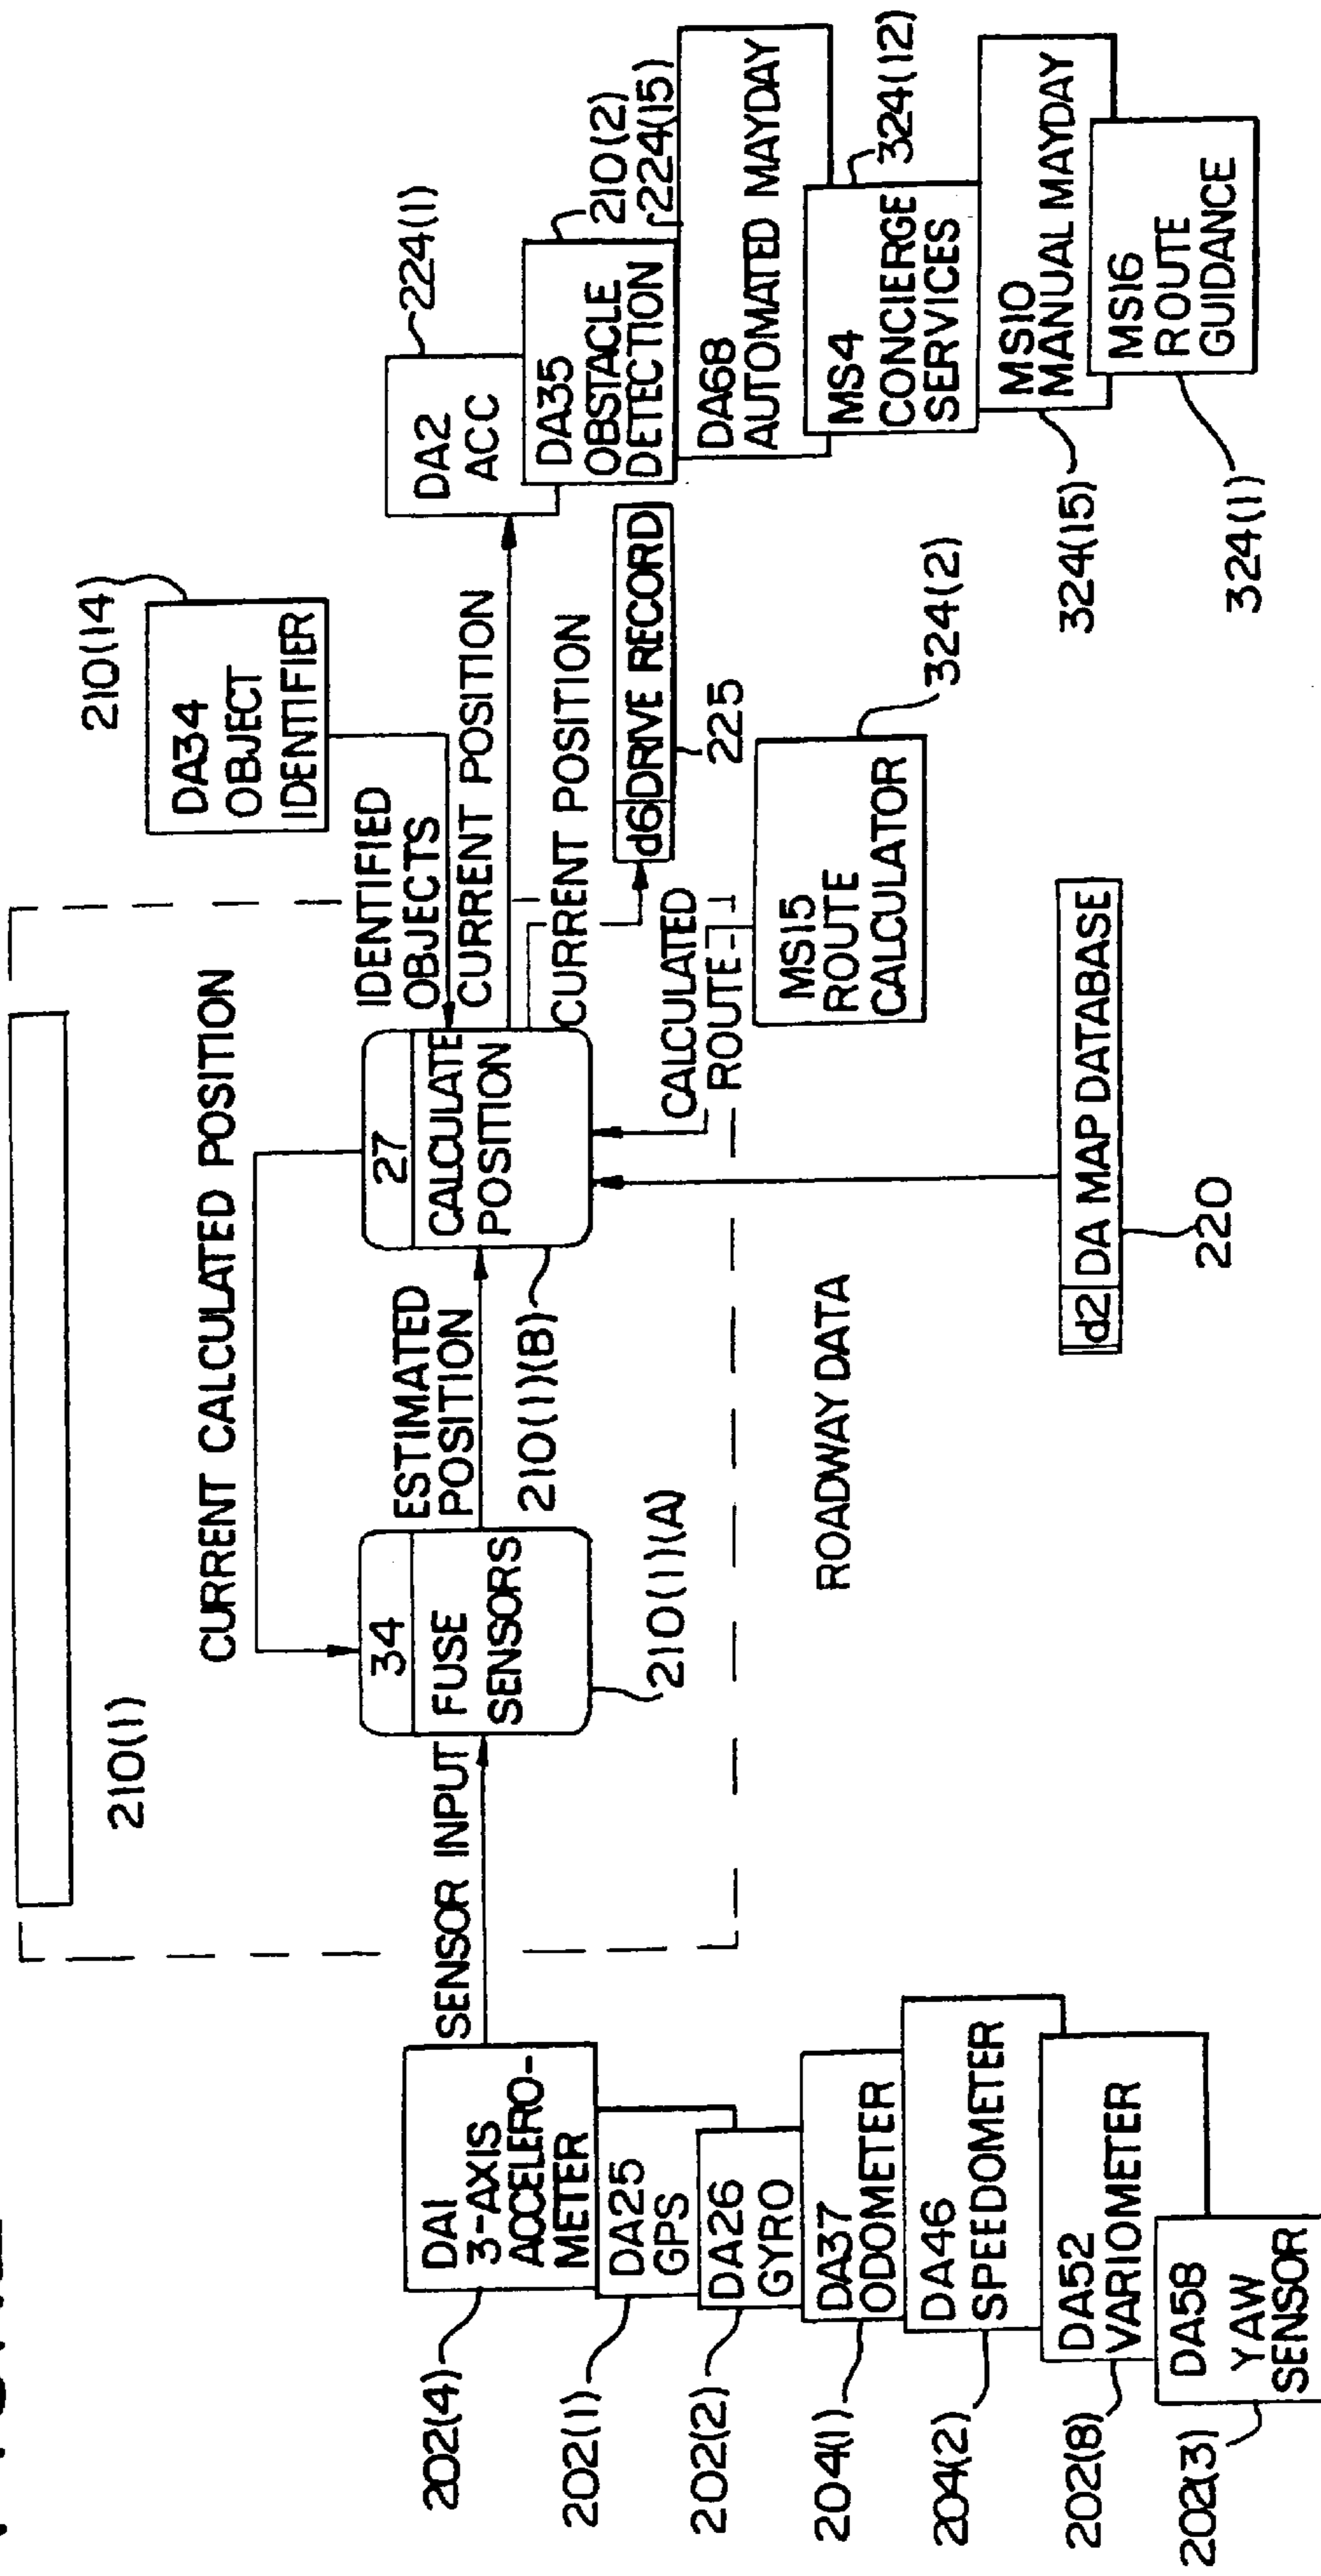 210(1)
CURRENT CALCULATED POSITION
202(4)
DA1
3-AXIS
ACCELERO-
METER
202(1)
DA25
GPS
202(2)
DA26
GYRO
204(1)
DA37
ODOMETER
204(2)
DA46
SPEEDOMETER
202(8)
DA52
VARIOMETER
202(3)
DA58
YAW
SENSOR
SENSOR INPUT
34
FUSE
SENSORS
210(1)(A)
ESTIMATED
POSITION
27
CALCULATE
POSITION
210(1)(B)
IDENTIFIED
OBJECTS
210(14)
DA34
OBJECT
IDENTIFIER
CURRENT POSITION
CURRENT POSITION
d6 DRIVE RECORD
225
CALCULATED
ROUTE
MS15
ROUTE
CALCULATOR
324(2)
ROADWAY DATA
d2 DA MAP DATABASE
220
DA2
ACC
224(1)
DA35
OBSTACLE
DETECTION
210(2)
224(15)
DA68
AUTOMATED MAYDAY
MS4
CONCIERGE
SERVICES
324(12)
MS10
MANUAL MAYDAY
324(15)
MS16
ROUTE
GUIDANCE
324(1)